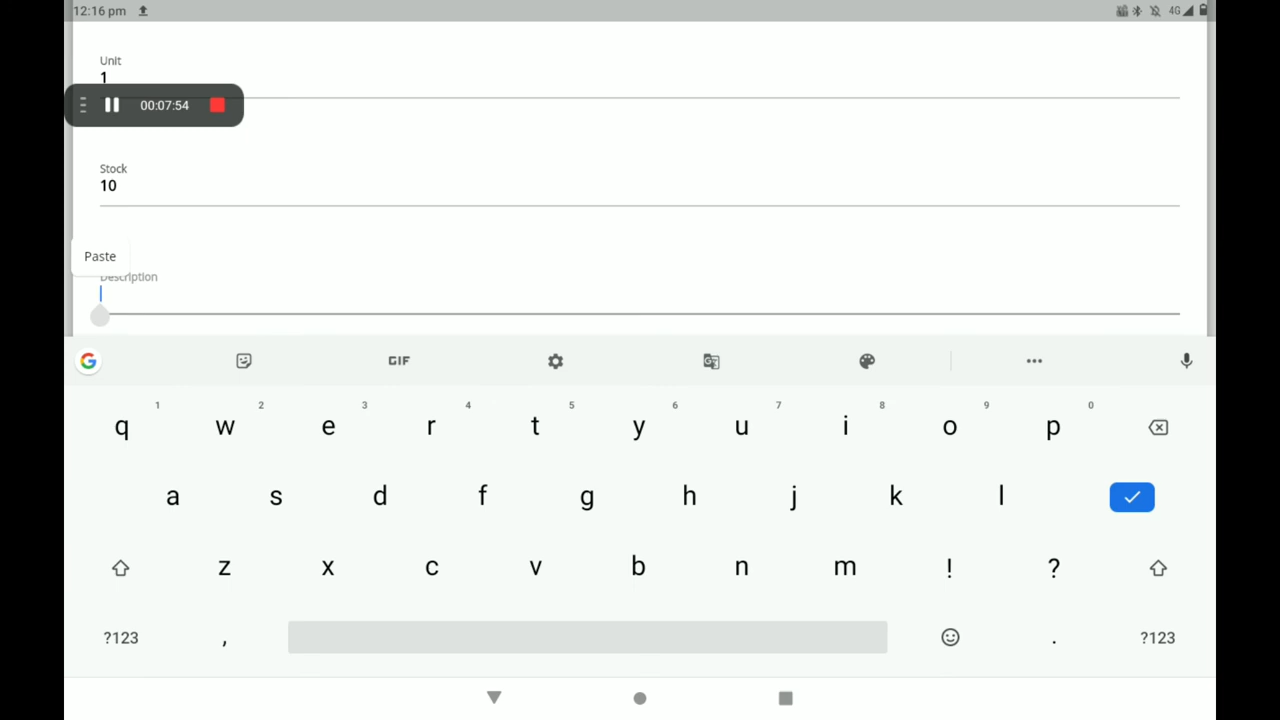 12:16 pm
4G
Unit
1
00:07:54
Stock
10
Paste
Description
G
GIF
1 2 3 4 5 6 7 8 9 0
q w e r t y u i o p
a s d f g h j k l
z x c v b n m ! ?
?123 , . ?123